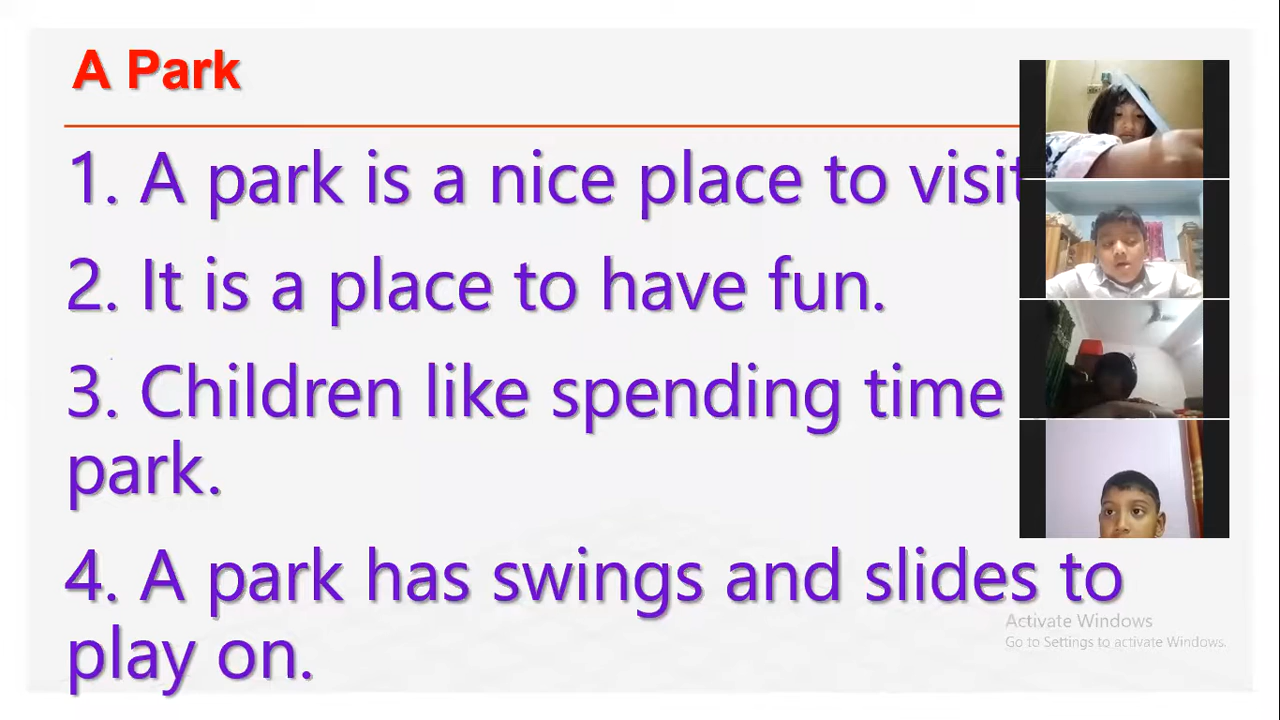 A Park
1. A park is a nice place to visit
2. It is a place to have fun.
3. Children like spending time
park.
4. A park has swings and slides to
play on.
Activate Windows
Go to Settings to activate Windows.